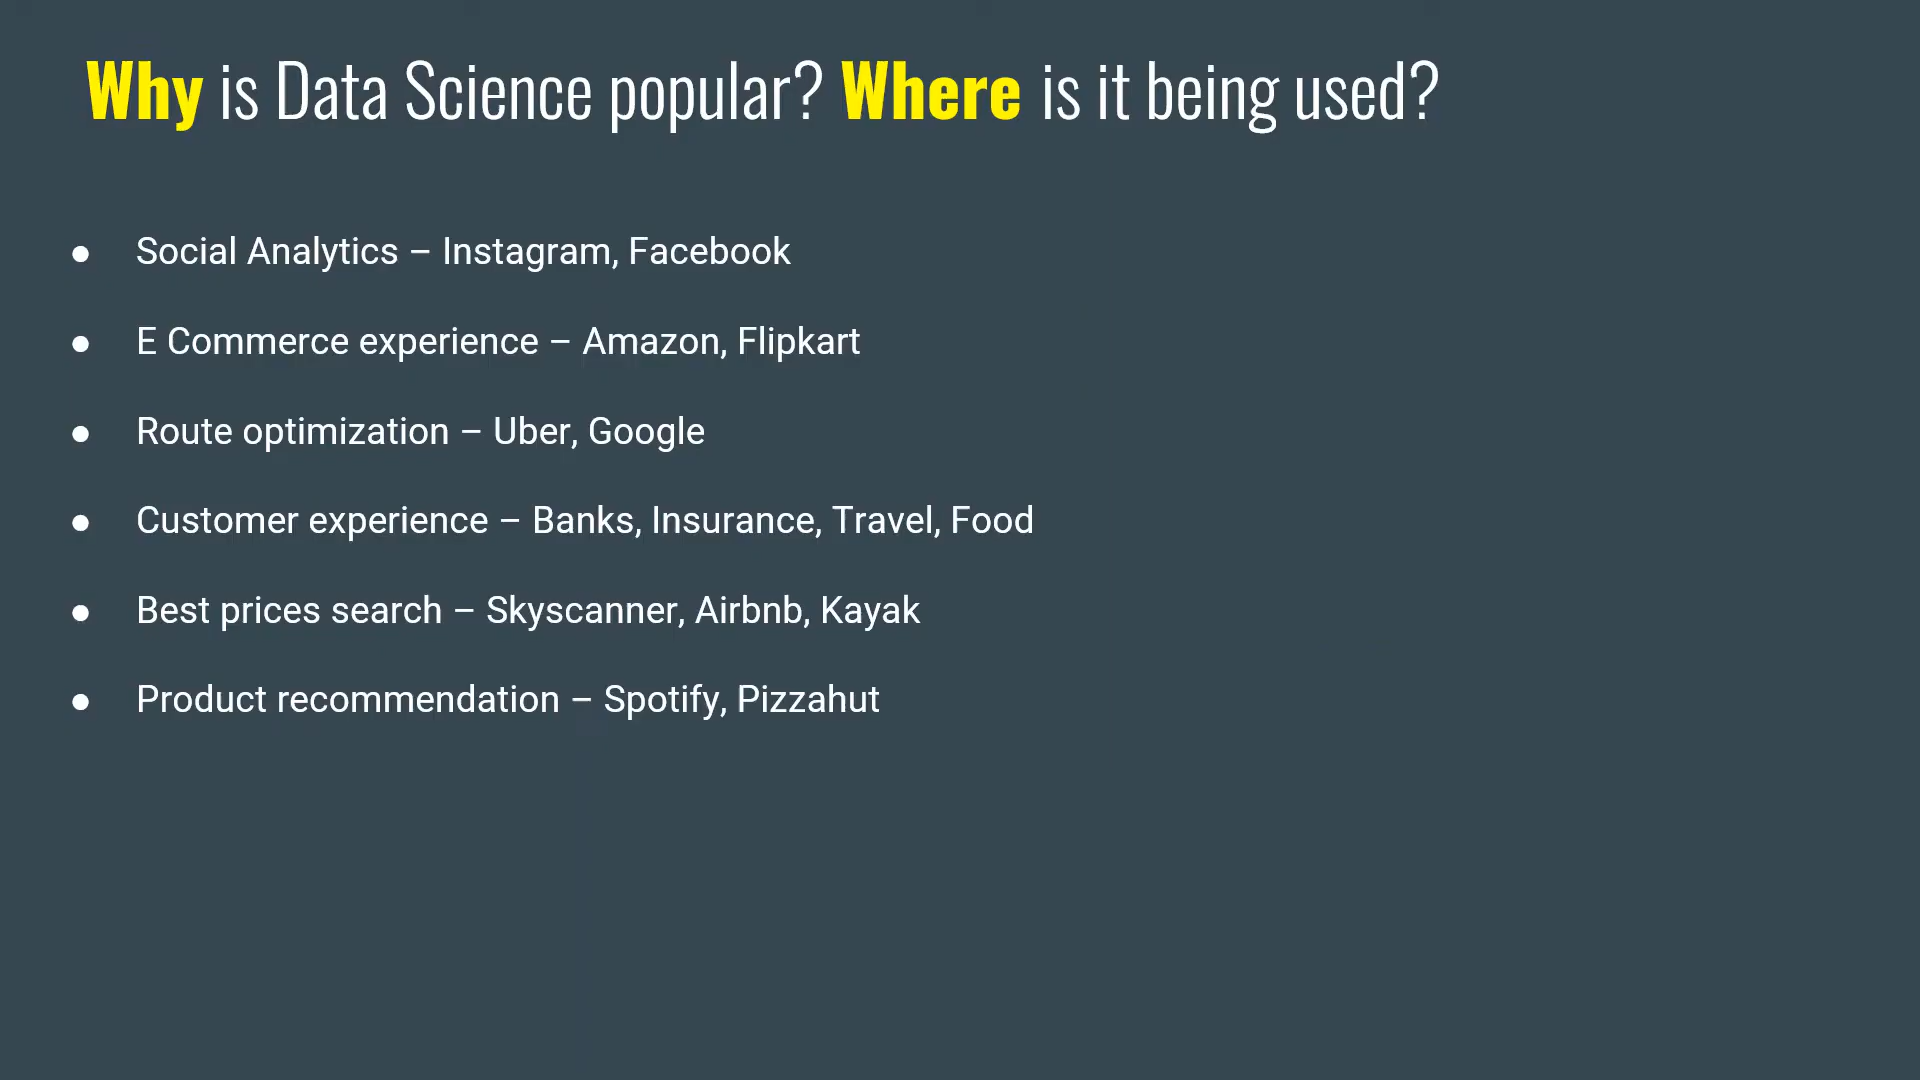 Why is Data Science popular? Where is it being used?
● Social Analytics – Instagram, Facebook
● E Commerce experience – Amazon, Flipkart
● Route optimization – Uber, Google
● Customer experience – Banks, Insurance, Travel, Food
● Best prices search – Skyscanner, Airbnb, Kayak
● Product recommendation – Spotify, Pizzahut